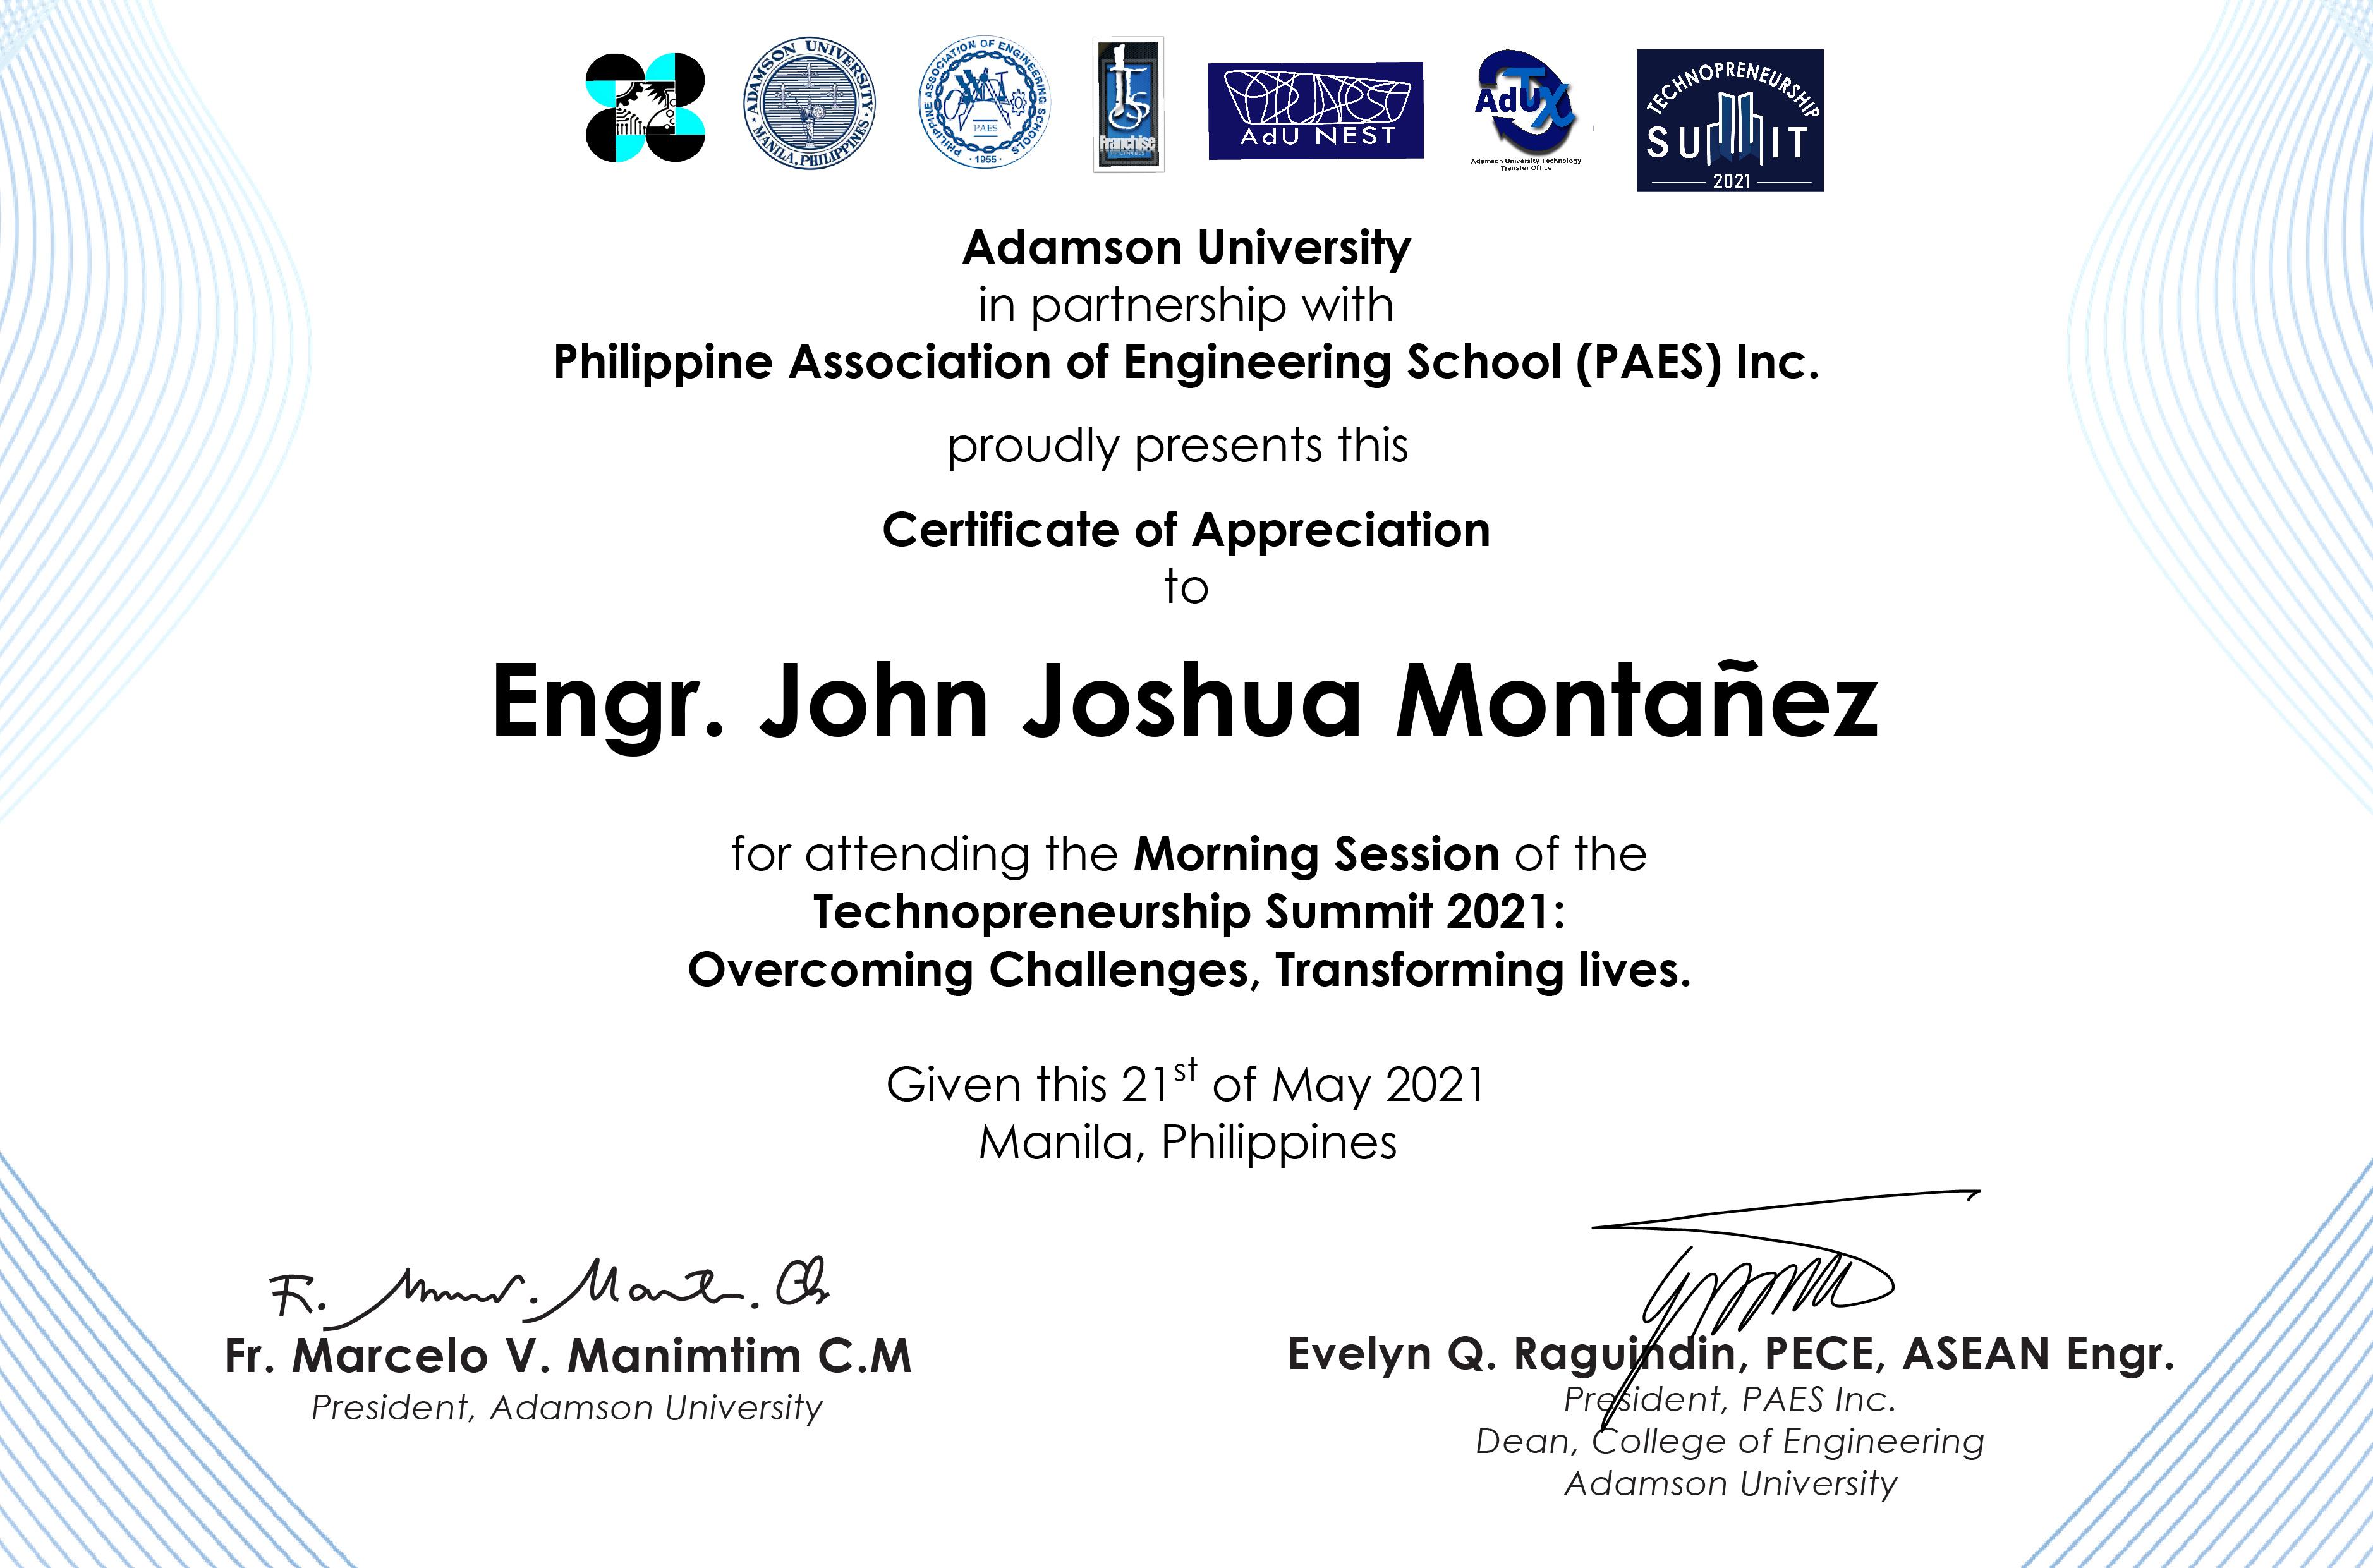 ADAMSON UNIVERSITY
MANILA, PHILIPPINES
PHILIPPINE ASSOCIATION OF ENGINEERING SCHOOLS
PAES
1955
Franchise
AdU NEST
AdUTX
Adamson University Technology
Transfer Office
TECHNOPRENEURSHIP
SUMMIT
2021
Adamson University
in partnership with
Philippine Association of Engineering School (PAES) Inc.
proudly presents this
Certificate of Appreciation
to
Engr. John Joshua Montañez
for attending the Morning Session of the
Technopreneurship Summit 2021:
Overcoming Challenges, Transforming lives.
Given this 21st of May 2021
Manila, Philippines
Fr. Marcelo V. Manimtim C.M
President, Adamson University
Evelyn Q. Raguindin, PECE, ASEAN Engr.
President, PAES Inc.
Dean, College of Engineering
Adamson University